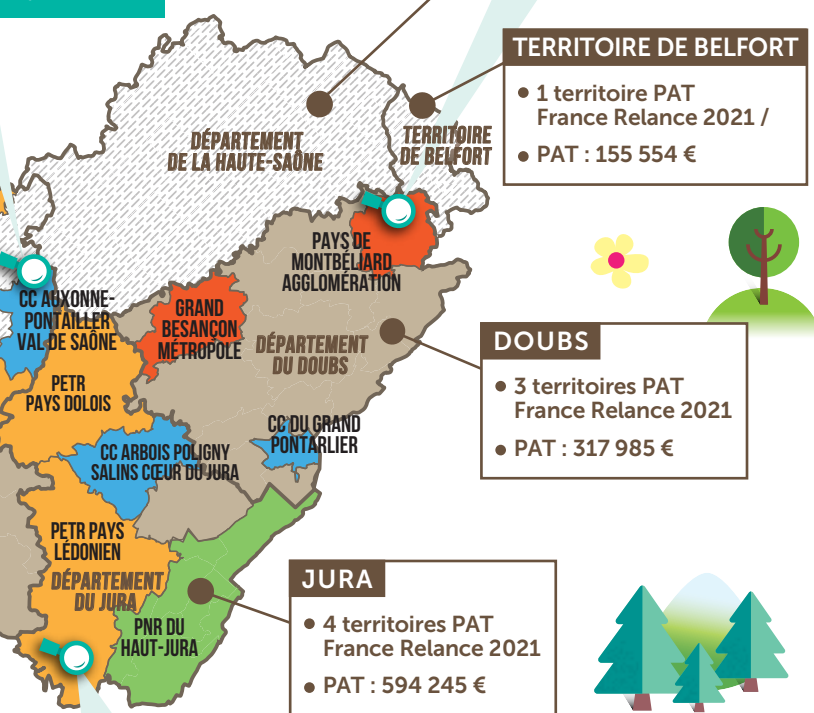 TERRITOIRE DE BELFORT
• 1 territoire PAT
France Relance 2021 /
• PAT : 155 554 €
DÉPARTEMENT
DE LA HAUTE-SAÔNE
TERRITOIRE
DE BELFORT
PAYS DE
MONTBÉLIARD
AGGLOMÉRATION
CC AUXONNE-
PONTAILLER
VAL DE SAÔNE
GRAND
BESANÇON
MÉTROPOLE
DÉPARTEMENT
DU DOUBS
DOUBS
• 3 territoires PAT
France Relance 2021
• PAT : 317 985 €
PETR
PAYS DOLOIS
CC DU GRAND
PONTARLIER
CC ARBOIS POLIGNY
SALINS CŒUR DU JURA
PETR PAYS
LÉDONIEN
DÉPARTEMENT
DU JURA
PNR DU
HAUT-JURA
JURA
• 4 territoires PAT
France Relance 2021
• PAT : 594 245 €